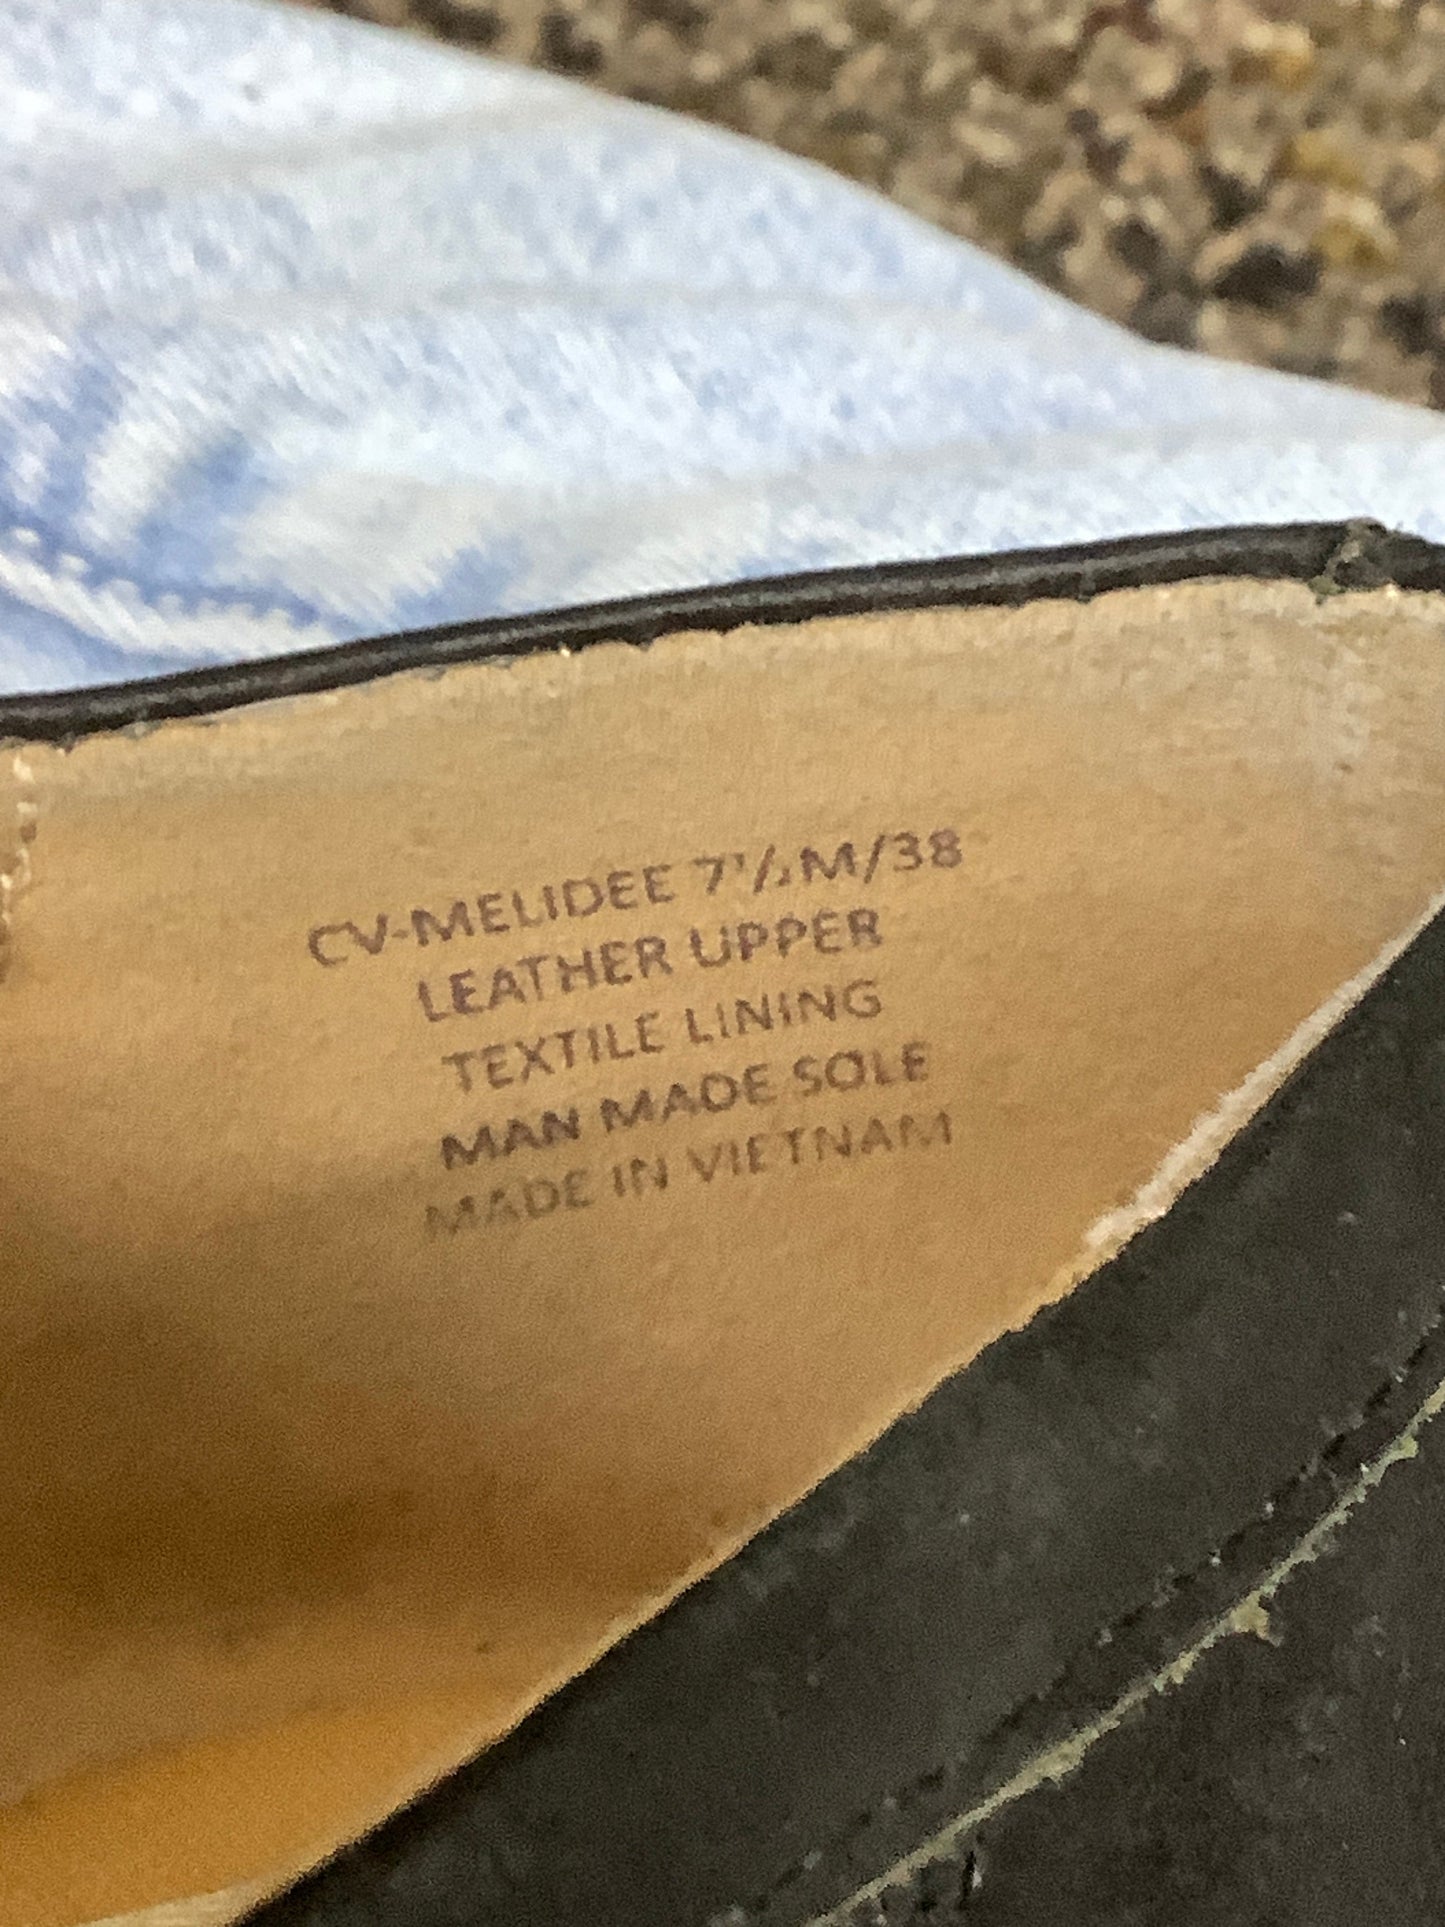 CV-MELIDEE 7½M/38
LEATHER UPPER
TEXTILE LINING
MAN MADE SOLE
MADE IN VIETNAM